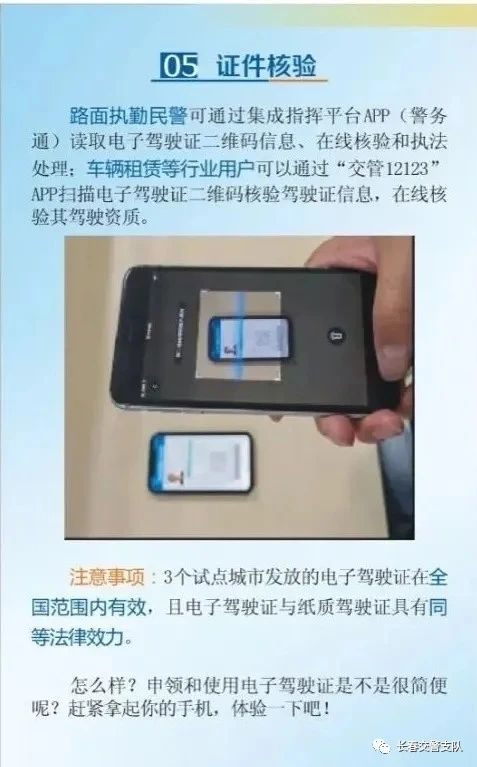 05 证件核验
路面执勤民警可通过集成指挥平台APP（警务
通）读取电子驾驶证二维码信息、在线核验和执法
处理；车辆租赁等行业用户可以通过“交管12123”
APP扫描电子驾驶证二维码核验驾驶证信息，在线核
验其驾驶资质。
注意事项：3个试点城市发放的电子驾驶证在全
国范围内有效，且电子驾驶证与纸质驾驶证具有同
等法律效力。
怎么样？申领和使用电子驾驶证是不是很简便
呢？赶紧拿起你的手机，体验一下吧！
长春交警支队